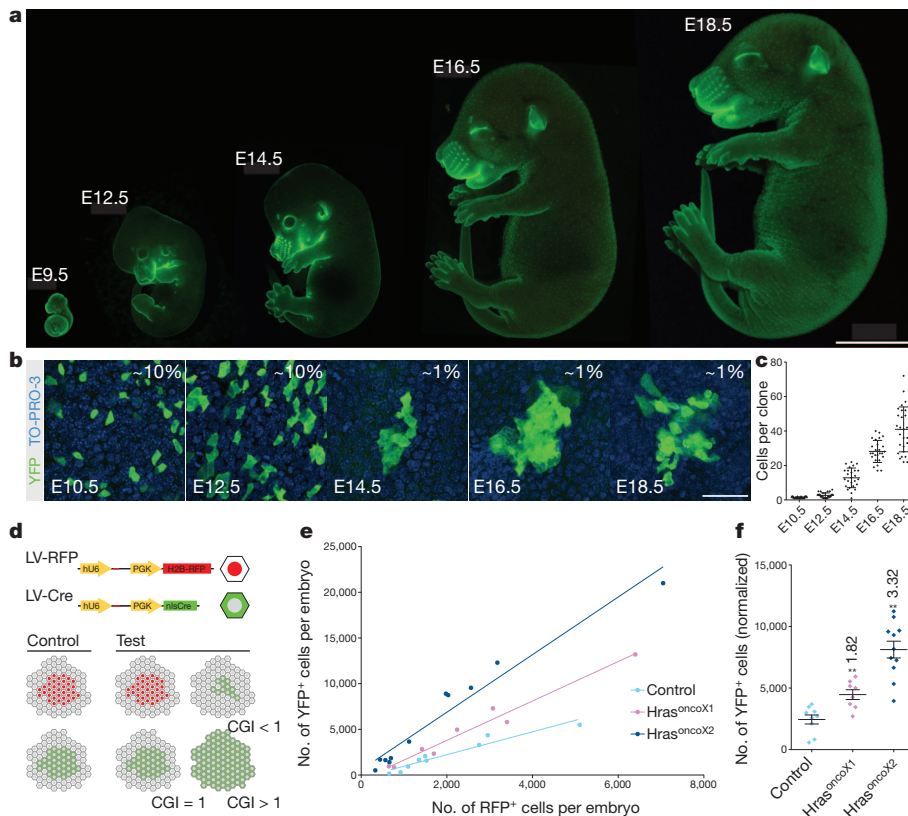 a
E9.5
E12.5
E14.5
E16.5
E18.5
b
YFP TO-PRO-3
~10%
~10%
~1%
~1%
~1%
E10.5
E12.5
E14.5
E16.5
E18.5
c
Cells per clone
80
60
40
20
0
E10.5
E12.5
E14.5
E16.5
E18.5
d
LV-RFP
hU6
PGK
H2B-RFP
LV-Cre
hU6
PGK
nlsCre
Control
Test
CGI < 1
CGI = 1
CGI > 1
e
No. of YFP+ cells per embryo
25,000
20,000
15,000
10,000
5,000
0
0
2,000
4,000
6,000
8,000
No. of RFP+ cells per embryo
Control
HrasoncoX1
HrasoncoX2
f
No. of YFP+ cells (normalized)
15,000
10,000
5,000
0
** 1.82
** 3.32
Control
HrasoncoX1
HrasoncoX2